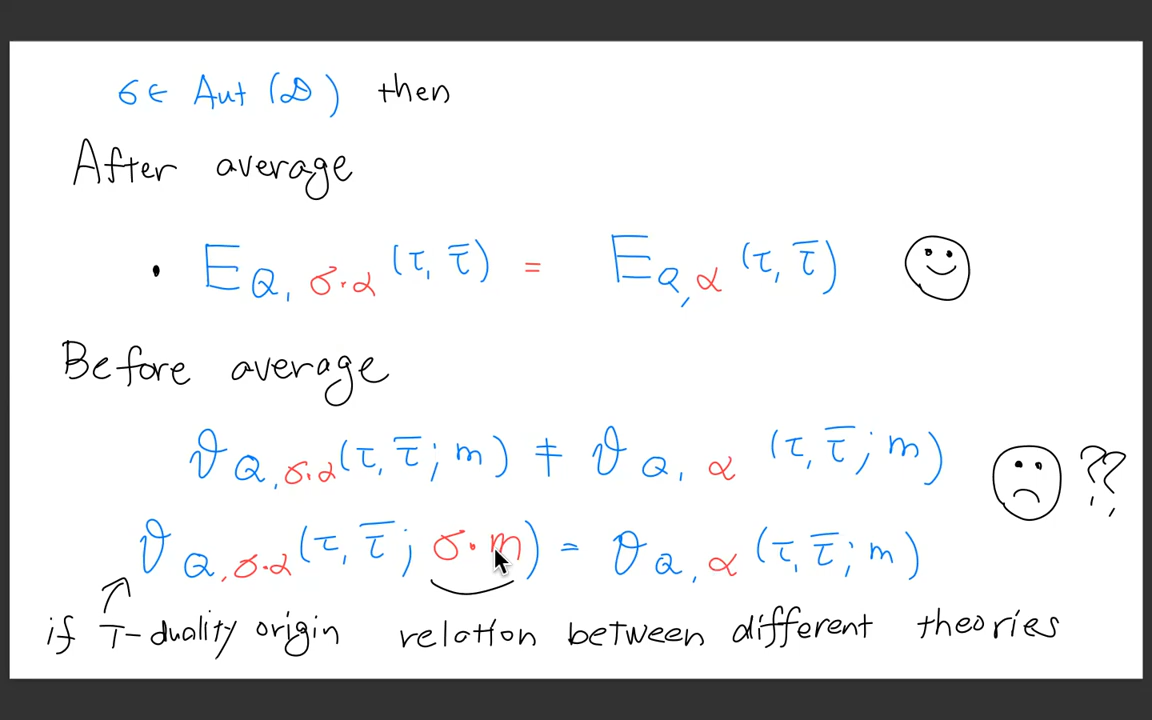 σ ∈ Aut (𝒟) then
After average
• E_{Q, σ·α} (τ, τ̄) = E_{Q, α} (τ, τ̄)
Before average
ϑ_{Q, σ·α} (τ, τ̄; m) ≠ ϑ_{Q, α} (τ, τ̄; m) ??
ϑ_{Q, σ·α} (τ, τ̄; σ·m) = ϑ_{Q, α} (τ, τ̄; m)
if T-duality origin relation between different theories